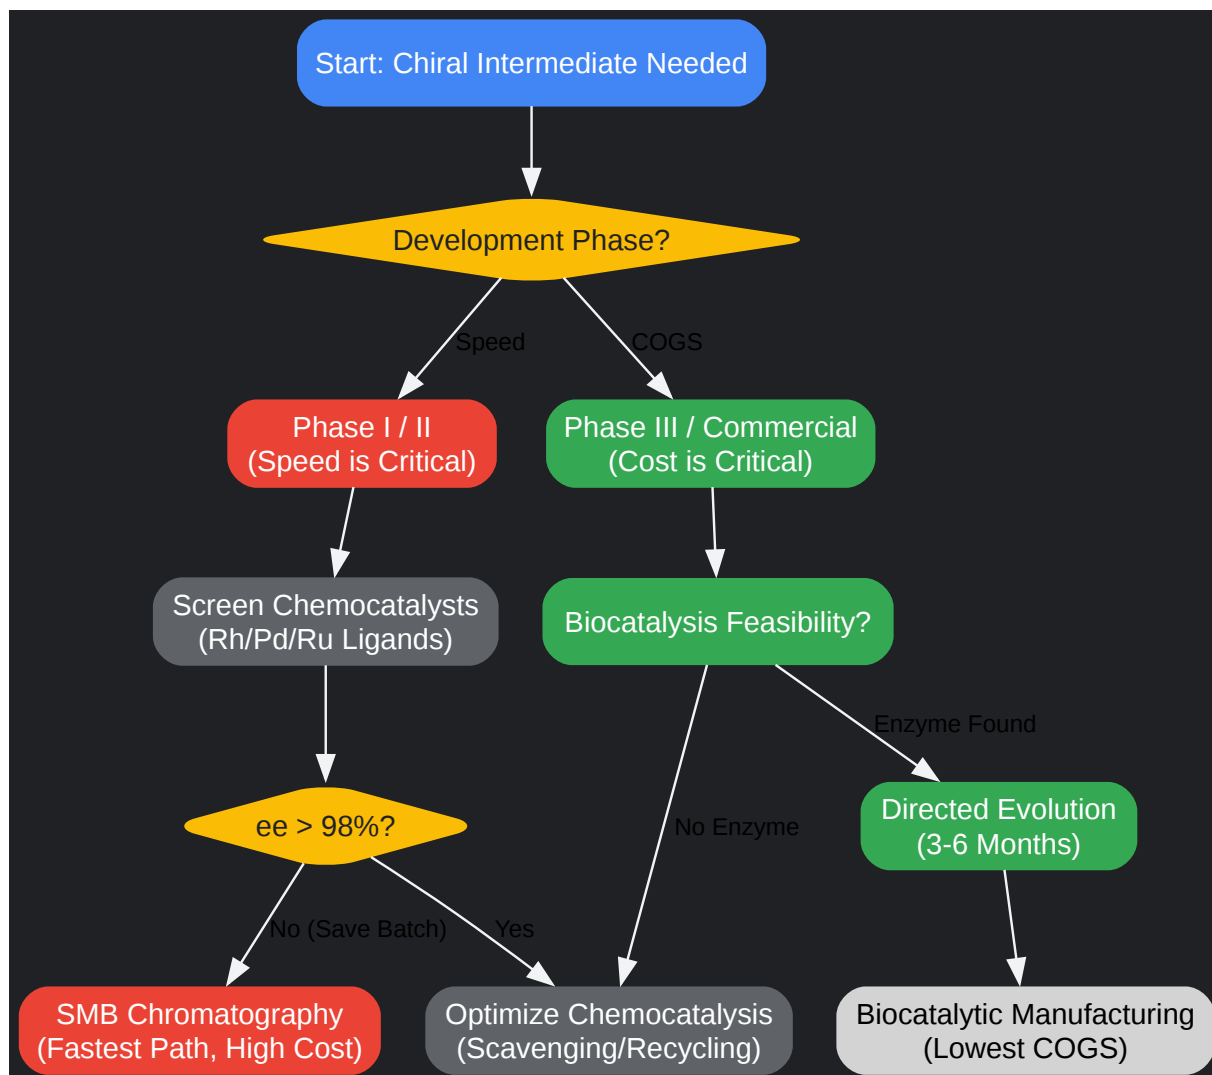 Start: Chiral Intermediate Needed
Development Phase?
Speed
COGS
Phase I / II
(Speed is Critical)
Phase III / Commercial
(Cost is Critical)
Screen Chemocatalysts
(Rh/Pd/Ru Ligands)
Biocatalysis Feasibility?
Enzyme Found
ee > 98%?
No Enzyme
Directed Evolution
(3-6 Months)
No (Save Batch)
Yes
SMB Chromatography
(Fastest Path, High Cost)
Optimize Chemocatalysis
(Scavenging/Recycling)
Biocatalytic Manufacturing
(Lowest COGS)